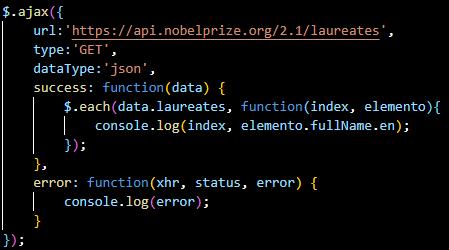 $.ajax({
    url:'https://api.nobelprize.org/2.1/laureates',
    type:'GET',
    dataType:'json',
    success: function(data) {
        $.each(data.laureates, function(index, elemento){
            console.log(index, elemento.fullName.en);
        });
    },
    error: function(xhr, status, error) {
        console.log(error);
    }
});